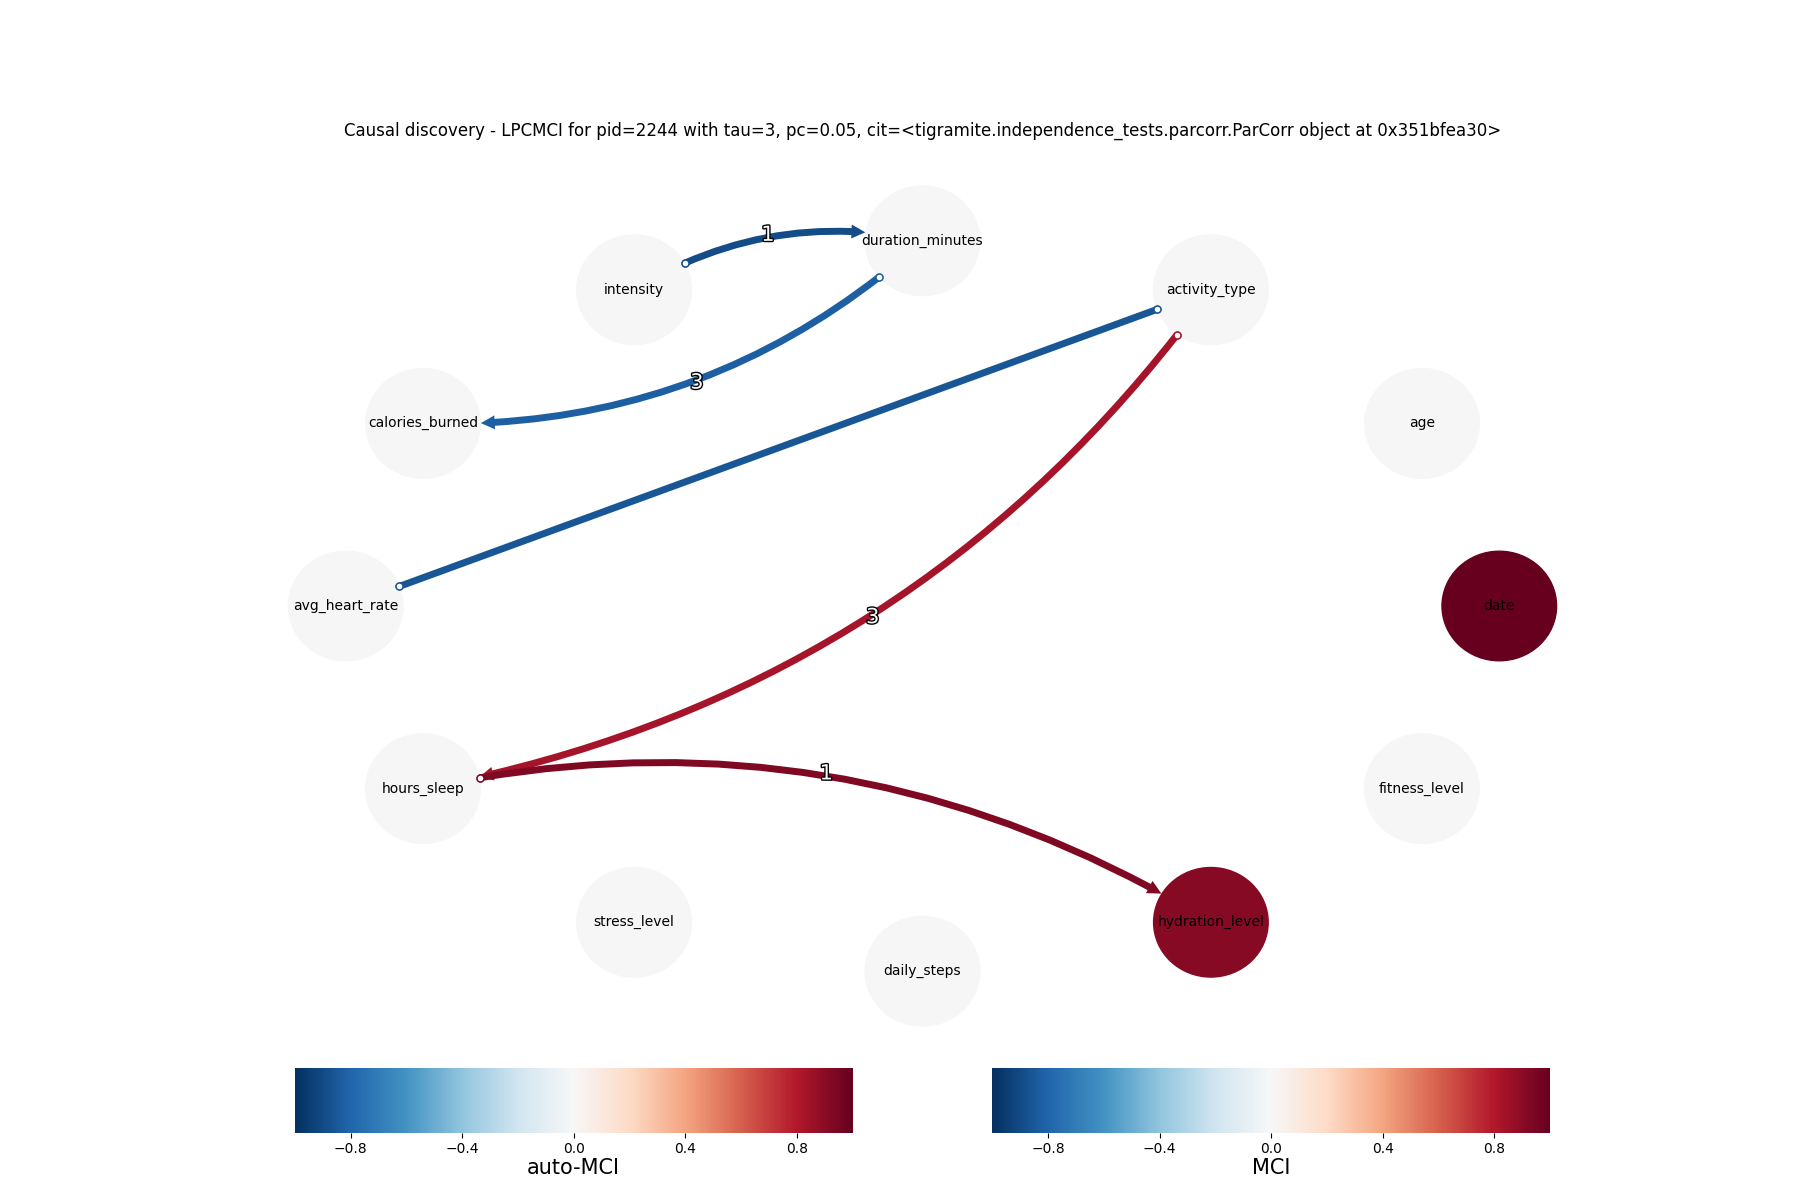 Causal discovery - LPCMCI for pid=2244 with tau=3, pc=0.05, cit=<tigramite.independence_tests.parcorr.ParCorr object at 0x351bfea30>
duration_minutes
1
intensity
activity_type
3
calories_burned
age
avg_heart_rate
date
3
1
hours_sleep
fitness_level
stress_level
hydration_level
daily_steps
−0.8 −0.4 0.0 0.4 0.8
auto-MCI
−0.8 −0.4 0.0 0.4 0.8
MCI